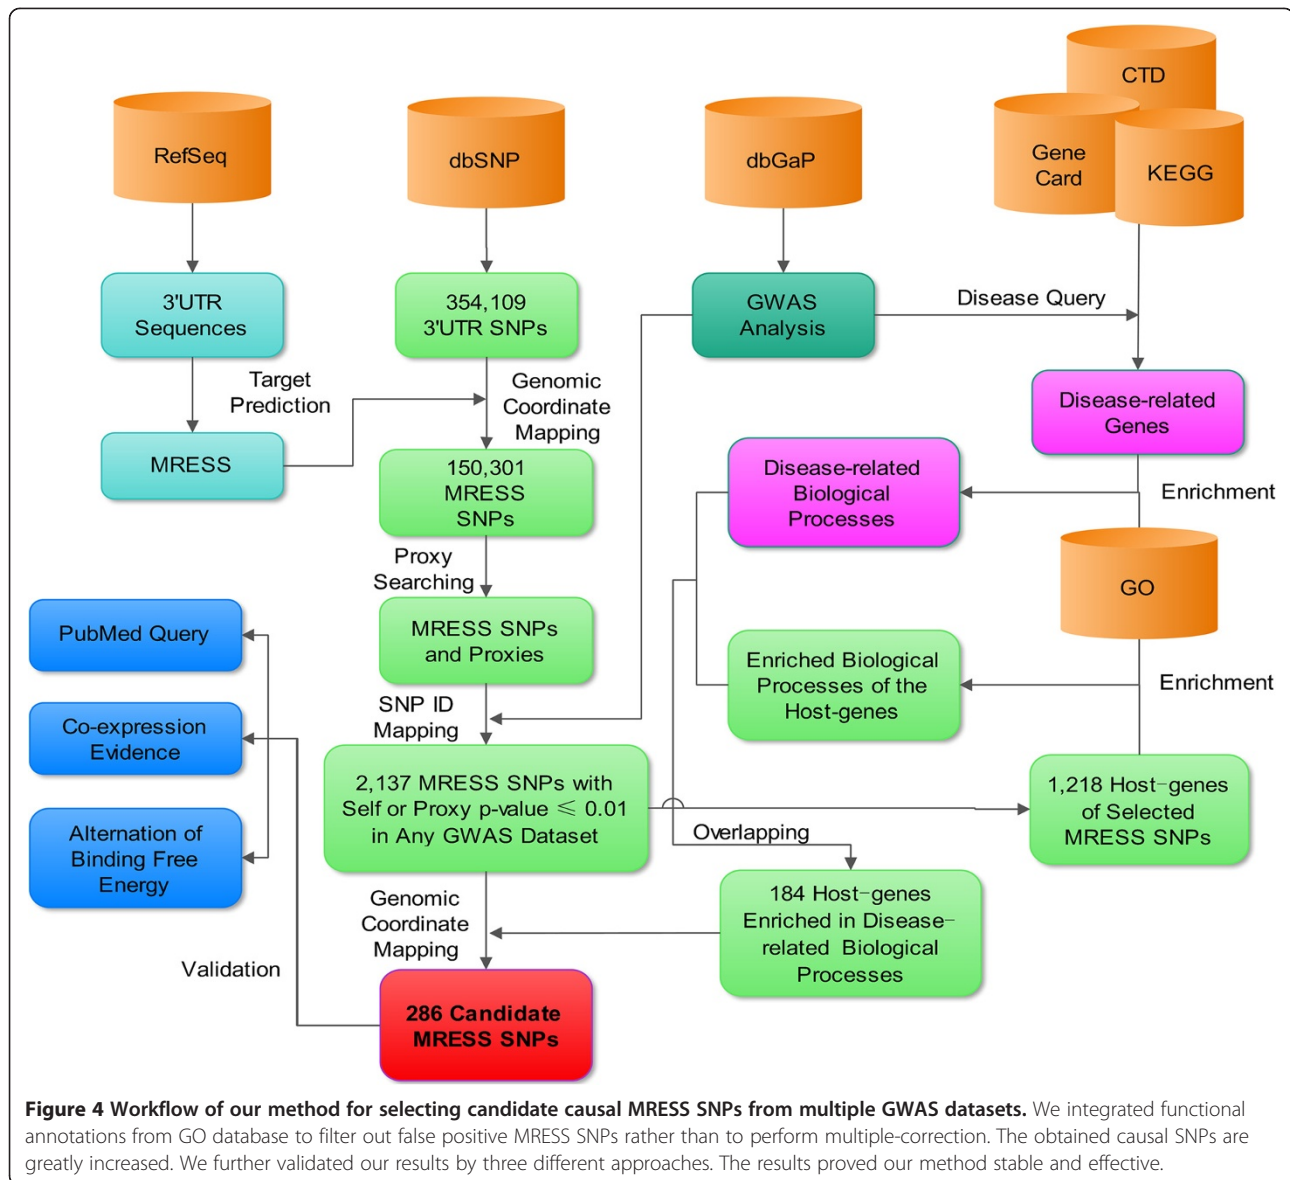 CTD
RefSeq
dbSNP
dbGaP
Gene
Card
KEGG
3'UTR
Sequences
354,109
3'UTR SNPs
GWAS
Analysis
Disease Query
Target
Prediction
Genomic
Coordinate
Mapping
Disease-related
Genes
MRESS
150,301
MRESS
SNPs
Disease-related
Biological
Processes
Enrichment
Proxy
Searching
GO
PubMed Query
MRESS SNPs
and Proxies
Enriched Biological
Processes of the
Host-genes
Enrichment
SNP ID
Mapping
Co-expression
Evidence
2,137 MRESS SNPs with
Self or Proxy p-value ≤ 0.01
in Any GWAS Dataset
1,218 Host−genes
of Selected
MRESS SNPs
Overlapping
Alternation of
Binding Free
Energy
Genomic
Coordinate
Mapping
184 Host−genes
Enriched in Disease−
related Biological
Processes
Validation
286 Candidate
MRESS SNPs
Figure 4 Workflow of our method for selecting candidate causal MRESS SNPs from multiple GWAS datasets. We integrated functional
annotations from GO database to filter out false positive MRESS SNPs rather than to perform multiple-correction. The obtained causal SNPs are
greatly increased. We further validated our results by three different approaches. The results proved our method stable and effective.